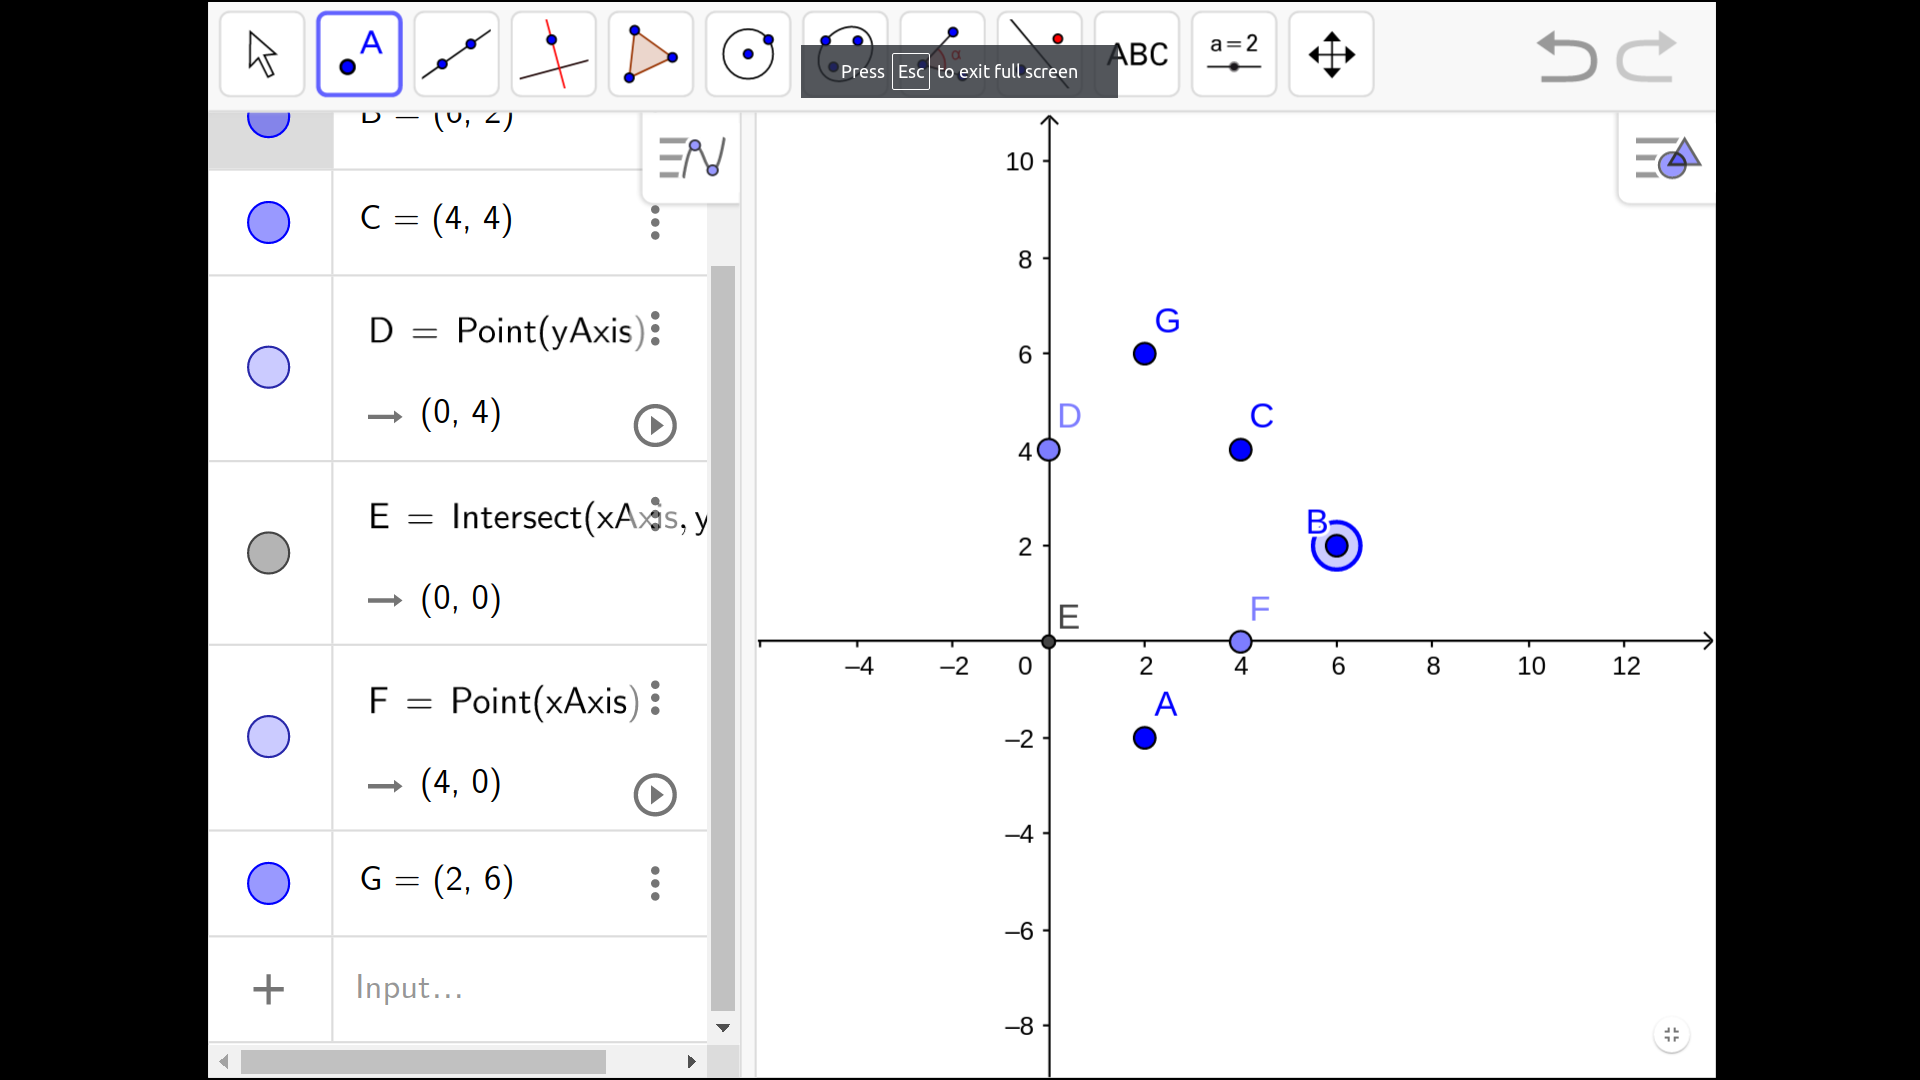 A
α
ABC
a = 2
Press Esc to exit full screen
B = (6, 2)
C = (4, 4)
D = Point(yAxis)
→ (0, 4)
E = Intersect(xAxis, y
→ (0, 0)
F = Point(xAxis)
→ (4, 0)
G = (2, 6)
+ Input...
10
8
G
6
D
C
4
B
2
E
F
–4 –2 0 2 4 6 8 10 12
A
–2
–4
–6
–8